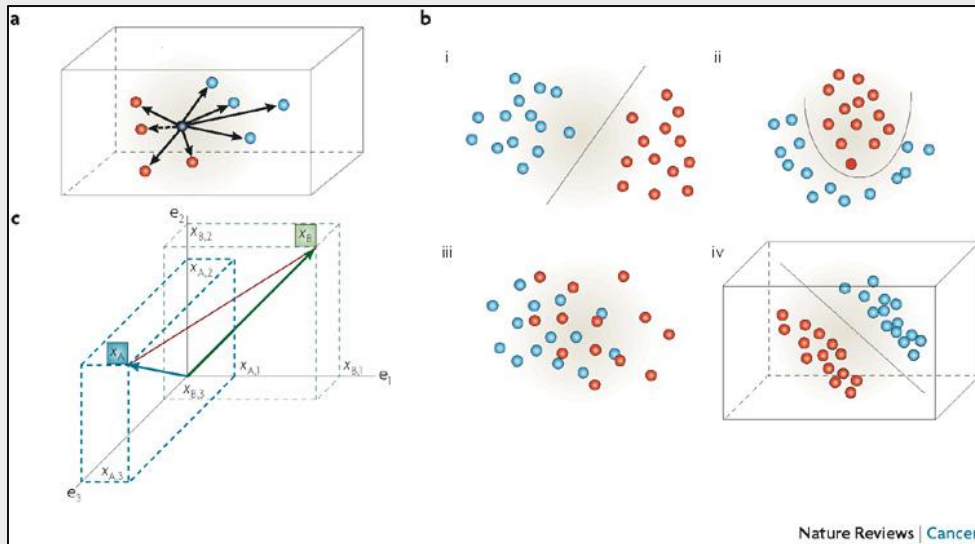 a
b
i
ii
iii
iv
c
e2
xB,2
xB
xA,2
xA
xA,1
xB,1
e1
xB,3
xA,3
e3
Nature Reviews | Cancer